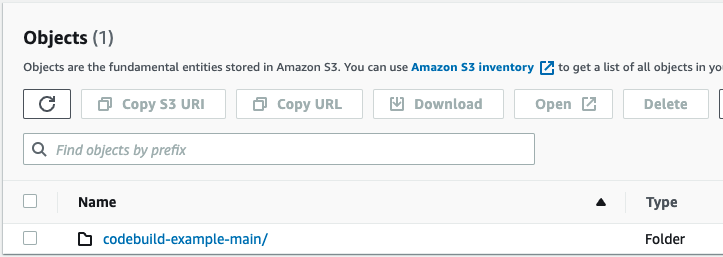 Objects (1)
Objects are the fundamental entities stored in Amazon S3. You can use Amazon S3 inventory to get a list of all objects in
Copy S3 URI Copy URL Download Open Delete
Find objects by prefix
Name Type
codebuild-example-main/ Folder